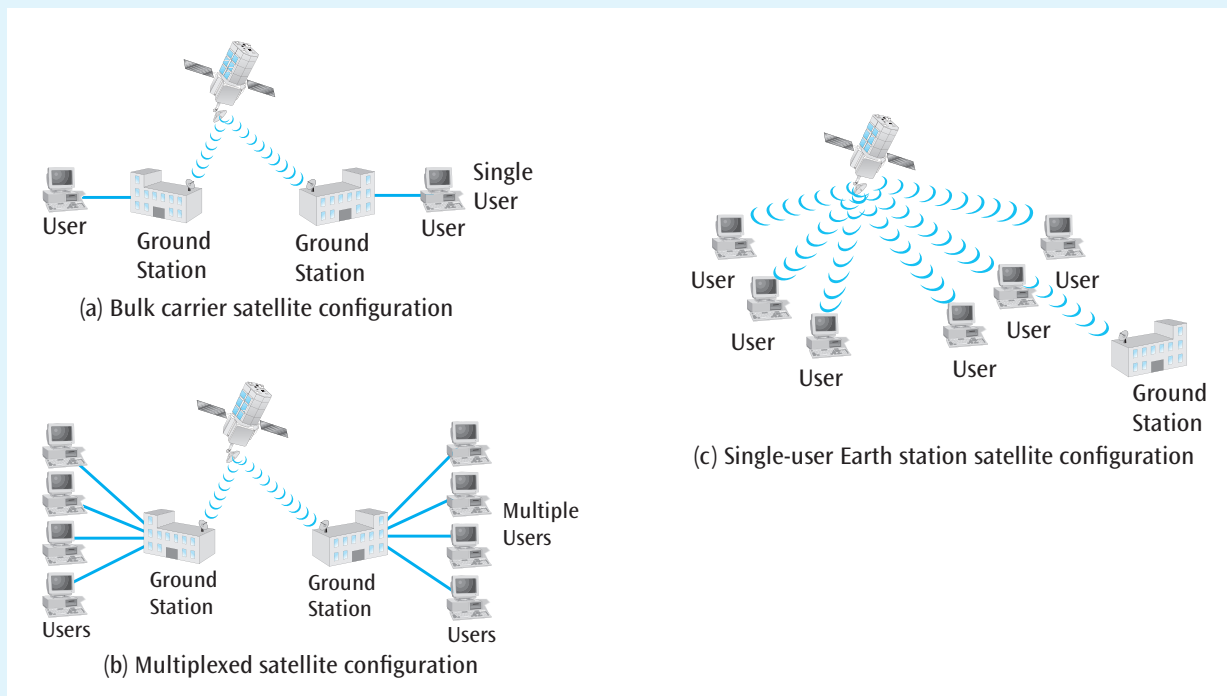 Single
User
User
User
Ground
Station
Ground
Station
(a) Bulk carrier satellite configuration
Multiple
Users
Ground
Station
Ground
Station
Users
Users
(b) Multiplexed satellite configuration
User
User
User
User
User
User
Ground
Station
(c) Single-user Earth station satellite configuration